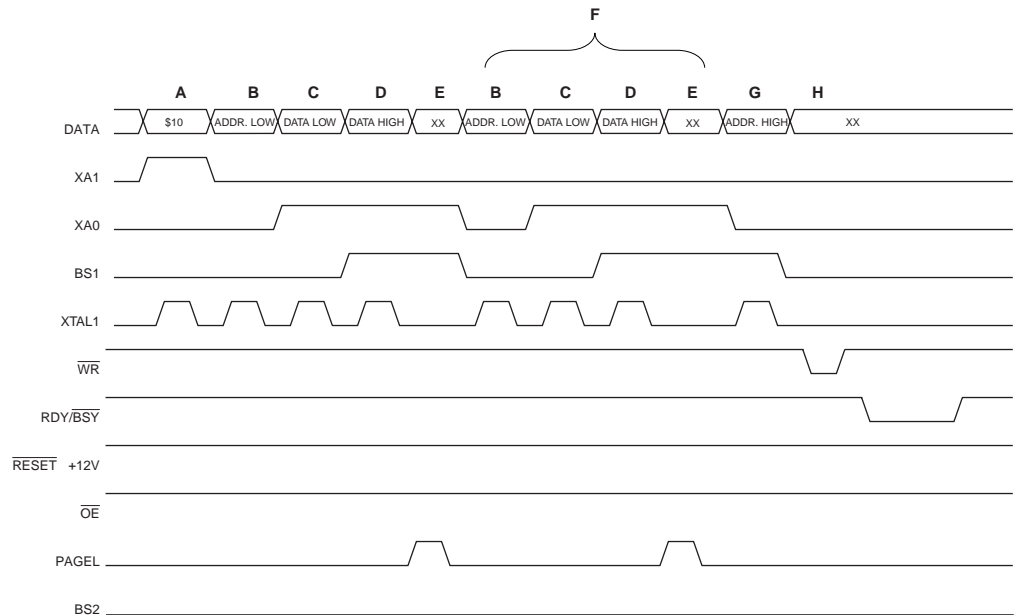 F
A B C D E B C D E G H
DATA $10 ADDR. LOW DATA LOW DATA HIGH XX ADDR. LOW DATA LOW DATA HIGH XX ADDR. HIGH XX
XA1
XA0
BS1
XTAL1
WR
RDY/BSY
RESET +12V
OE
PAGEL
BS2